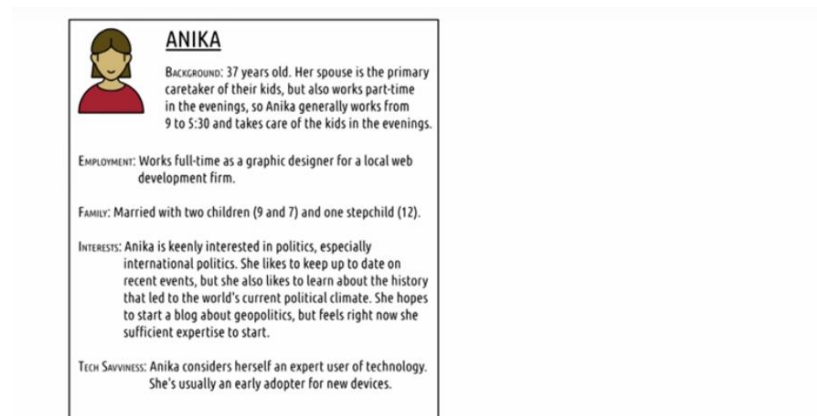 ANIKA
BACKGROUND: 37 years old. Her spouse is the primary
caretaker of their kids, but also works part-time
in the evenings, so Anika generally works from
9 to 5:30 and takes care of the kids in the evenings.
EMPLOYMENT: Works full-time as a graphic designer for a local web
development firm.
FAMILY: Married with two children (9 and 7) and one stepchild (12).
INTERESTS: Anika is keenly interested in politics, especially
international politics. She likes to keep up to date on
recent events, but she also likes to learn about the history
that led to the world's current political climate. She hopes
to start a blog about geopolitics, but feels right now she
sufficient expertise to start.
TECH SAVVINESS: Anika considers herself an expert user of technology.
She's usually an early adopter for new devices.